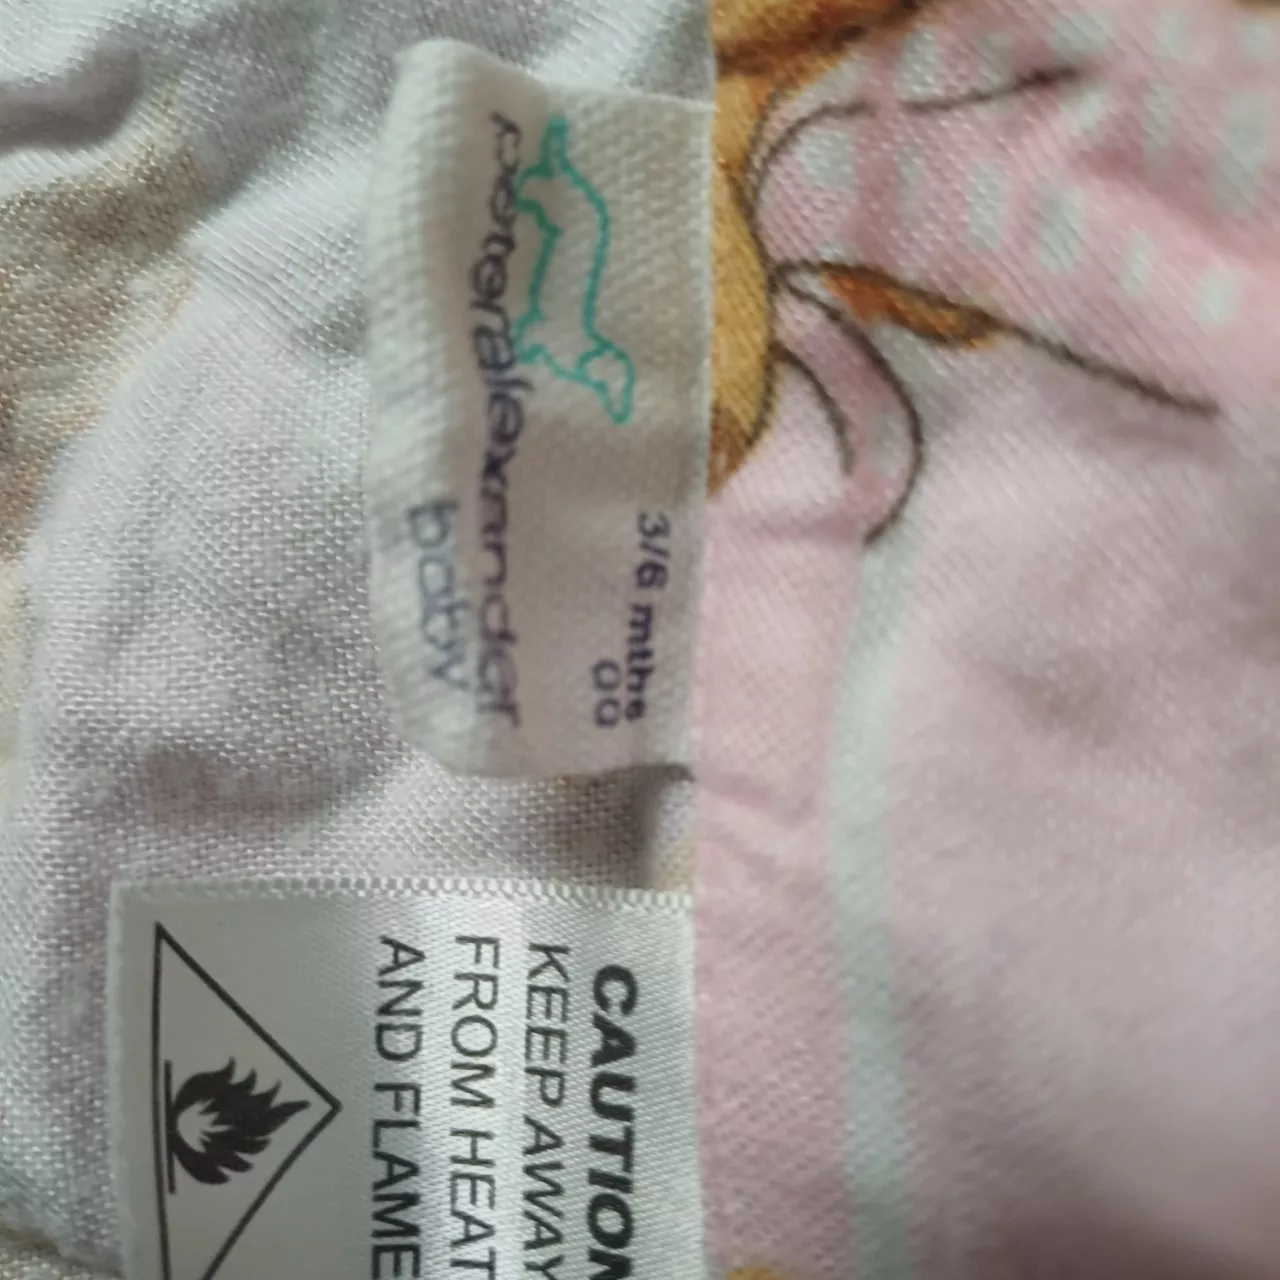 peteralexander
baby
3/6 mths
00
CAUTION
KEEP AWAY
FROM HEAT
AND FLAME